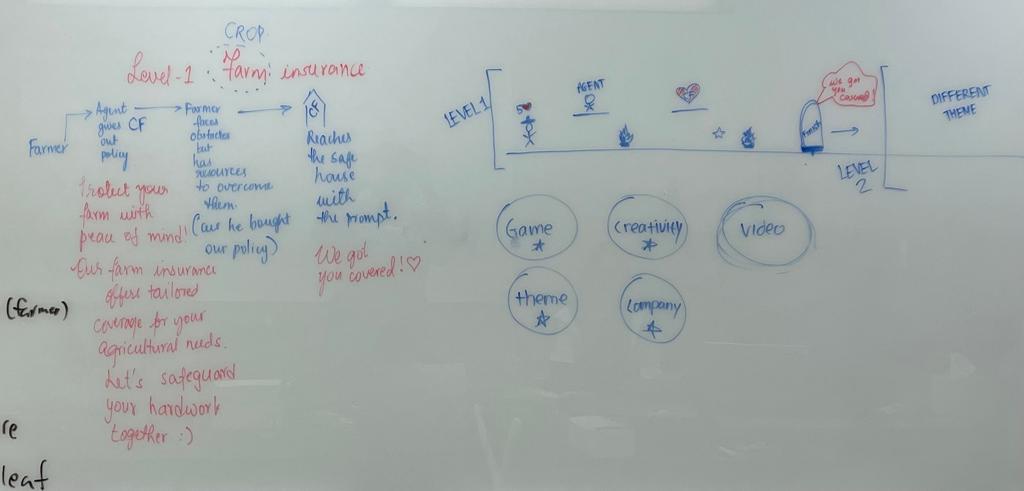 CROP
Level-1 Farm insurance
Farmer
Agent
gives CF
out
policy
Farmer
faces
obstacles
but
has
resources
to overcome
them.
(cuz he bought
our policy)
CF
Reaches
the safe
house
with
the prompt.
Protect your
farm with
peace of mind!
Our farm insurance
offers tailored
coverage for your
agricultural needs.
Let's safeguard
your hardwork
together :)
We got
you covered! ♡
(farmer)
re
leaf
LEVEL 1
5
AGENT
CF
We got
you
covered!
Finish
LEVEL
2
DIFFERENT
THEME
Game
Creativity
Video
theme
Company